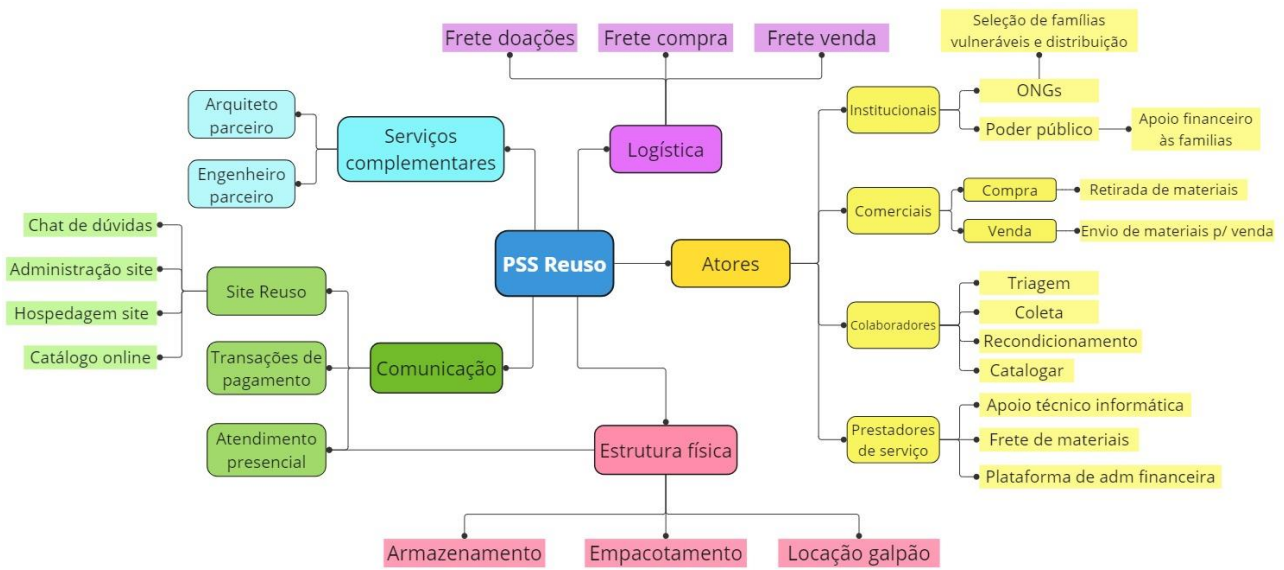 Frete doações
Frete compra
Frete venda
Seleção de famílias
vulneráveis e distribuição
Arquiteto
parceiro
Engenheiro
parceiro
Serviços
complementares
Logística
Institucionais
ONGs
Poder público
Apoio financeiro
às familias
Chat de dúvidas
Administração site
Hospedagem site
Catálogo online
Site Reuso
Transações de
pagamento
Atendimento
presencial
Comunicação
PSS Reuso
Atores
Comerciais
Compra
Retirada de materiais
Venda
Envio de materiais p/ venda
Colaboradores
Triagem
Coleta
Recondicionamento
Catalogar
Prestadores
de serviço
Apoio técnico informática
Frete de materiais
Plataforma de adm financeira
Estrutura física
Armazenamento
Empacotamento
Locação galpão